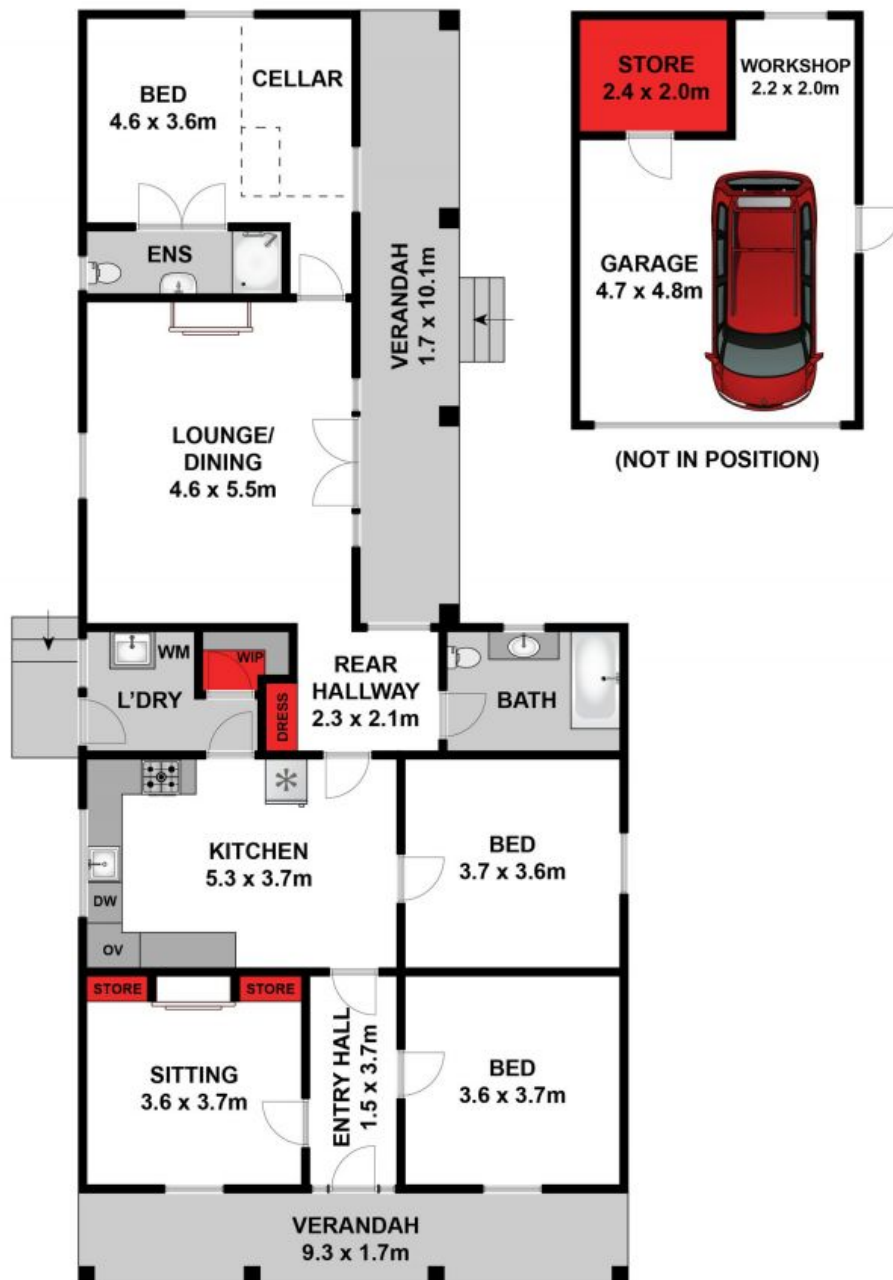 BED
4.6 x 3.6m
CELLAR
ENS
VERANDAH
1.7 x 10.1m
STORE
2.4 x 2.0m
WORKSHOP
2.2 x 2.0m
GARAGE
4.7 x 4.8m
(NOT IN POSITION)
LOUNGE/
DINING
4.6 x 5.5m
WM
L'DRY
WIP
DRESS
REAR
HALLWAY
2.3 x 2.1m
BATH
KITCHEN
5.3 x 3.7m
DW
OV
BED
3.7 x 3.6m
STORE
STORE
SITTING
3.6 x 3.7m
ENTRY HALL
1.5 x 3.7m
BED
3.6 x 3.7m
VERANDAH
9.3 x 1.7m